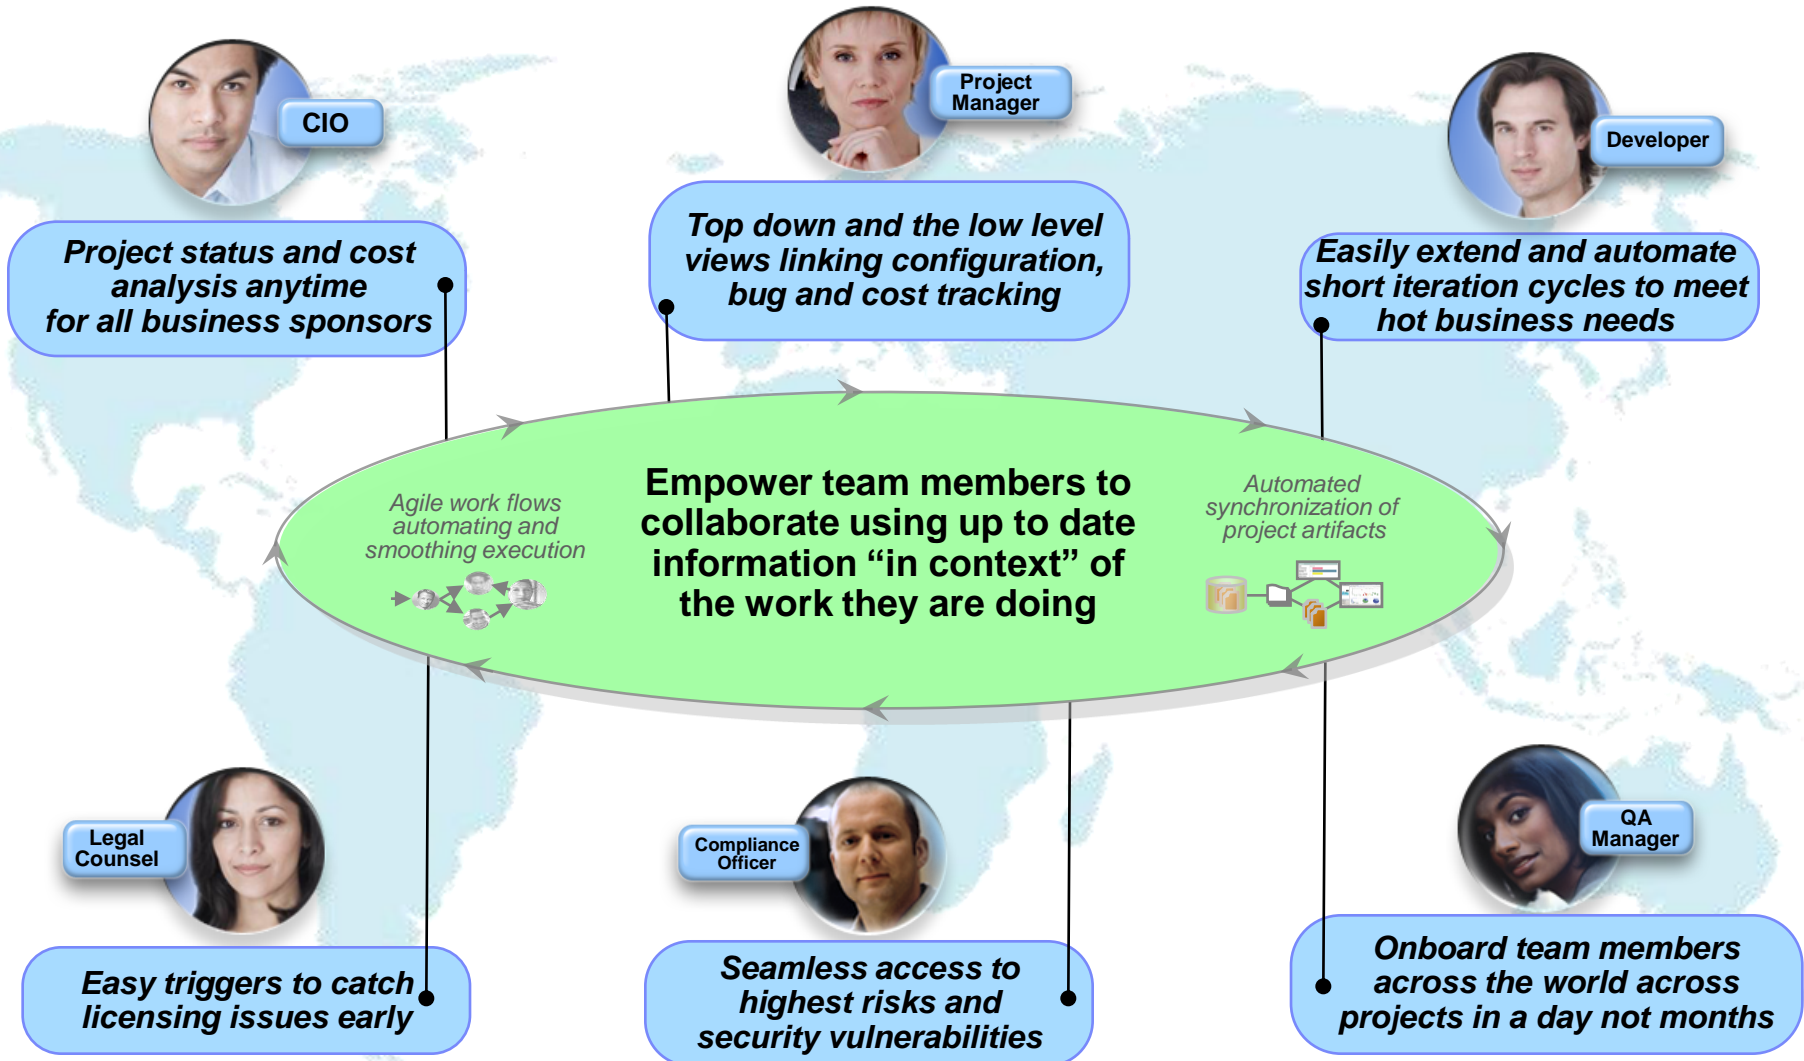 CIO
Project
Manager
Developer
Project status and cost
analysis anytime
for all business sponsors
Top down and the low level
views linking configuration,
bug and cost tracking
Easily extend and automate
short iteration cycles to meet
hot business needs
Agile work flows
automating and
smoothing execution
Empower team members to
collaborate using up to date
information “in context” of
the work they are doing
Automated
synchronization of
project artifacts
Legal
Counsel
Compliance
Officer
QA
Manager
Easy triggers to catch
licensing issues early
Seamless access to
highest risks and
security vulnerabilities
Onboard team members
across the world across
projects in a day not months